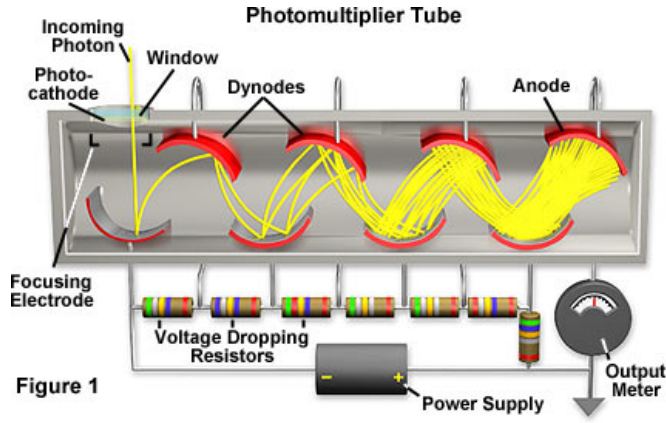 Photomultiplier Tube
Incoming
Photon
Window
Photo-
cathode
Dynodes
Anode
Focusing
Electrode
Voltage Dropping
Resistors
Output
Meter
Figure 1
−
+
Power Supply